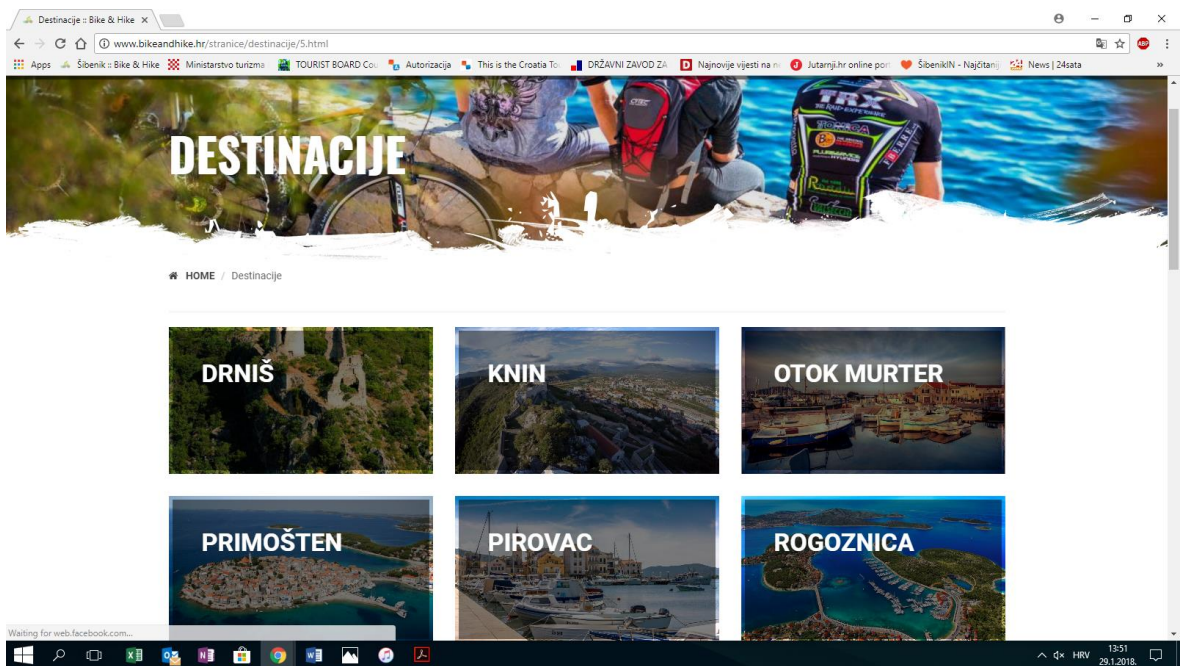 Destinacije :: Bike & Hike
www.bikeandhike.hr/stranice/destinacije/5.html
Apps Šibenik :: Bike & Hike Ministarstvo turizma TOURIST BOARD Cou Autorizacija This is the Croatia To DRŽAVNI ZAVOD ZA Najnovije vijesti na n Jutarnji.hr online por ŠibenikIN - Najčitanij News | 24sata
TRX
DESTINACIJE
HOME / Destinacije
DRNIŠ
KNIN
OTOK MURTER
PRIMOŠTEN
PIROVAC
ROGOZNICA
Waiting for web.facebook.com...
HRV
13:51
29.1.2018.